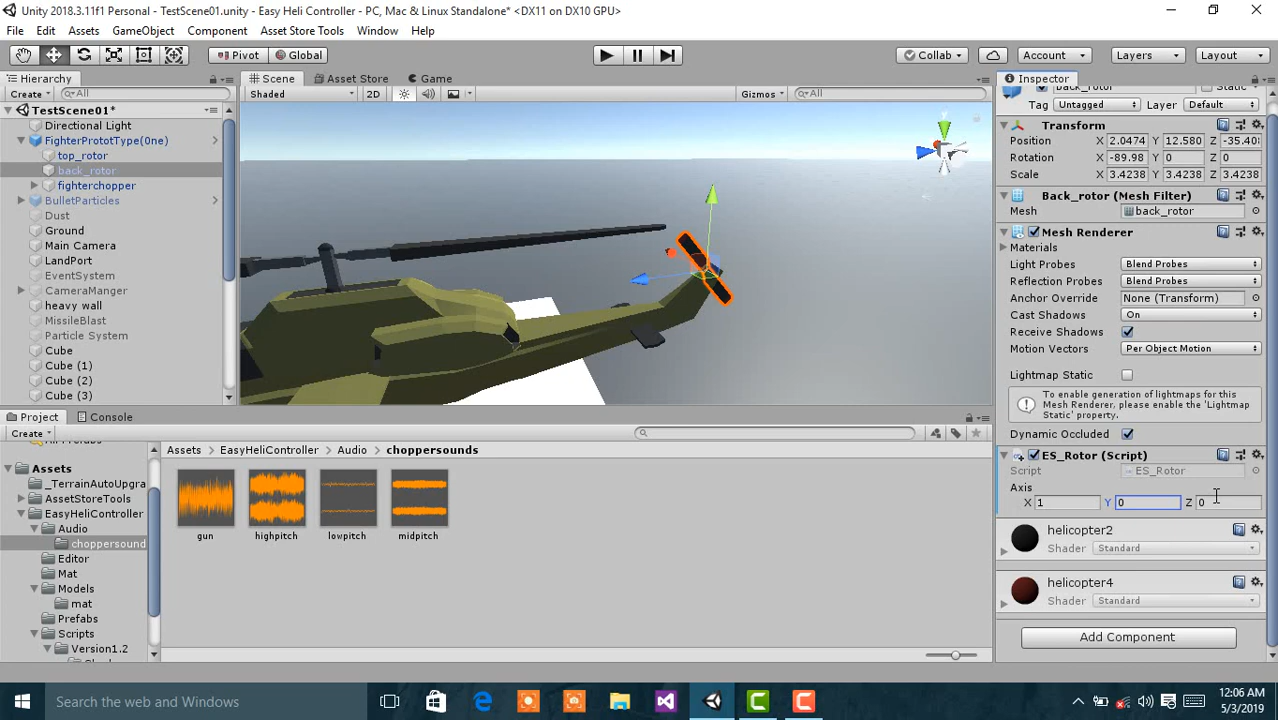 Unity 2018.3.11f1 Personal - TestScene01.unity - Easy Heli Controller - PC, Mac & Linux Standalone* <DX11 on DX10 GPU>
File Edit Assets GameObject Component Asset Store Tools Window Help
Pivot Global Collab Account Layers Layout
Hierarchy Scene Asset Store Game Inspector
Create All Shaded 2D Gizmos All
back_rotor Static
Tag Untagged Layer Default
TestScene01*
Directional Light
FighterPrototType(0ne)
top_rotor
back_rotor
fighterchopper
BulletParticles
Dust
Ground
Main Camera
LandPort
EventSystem
CameraManger
heavy wall
MissileBlast
Particle System
Cube
Cube (1)
Cube (2)
Cube (3)
Transform
Position X 2.0474 Y 12.580 Z -35.40
Rotation X -89.98 Y 0 Z 0
Scale X 3.4238 Y 3.4238 Z 3.4238
Back_rotor (Mesh Filter)
Mesh back_rotor
Mesh Renderer
Materials
Light Probes Blend Probes
Reflection Probes Blend Probes
Anchor Override None (Transform)
Cast Shadows On
Receive Shadows
Motion Vectors Per Object Motion
Lightmap Static
To enable generation of lightmaps for this
Mesh Renderer, please enable the 'Lightmap
Static' property.
Dynamic Occluded
ES_Rotor (Script)
Script ES_Rotor
Axis
X 1 Y 0 Z 0
helicopter2
Shader Standard
helicopter4
Shader Standard
Add Component
Project Console
Create
Assets
_TerrainAutoUpgra
AssetStoreTools
EasyHeliController
Audio
choppersound
Editor
Mat
Models
mat
Prefabs
Scripts
Version1.2
Assets EasyHeliController Audio choppersounds
gun highpitch lowpitch midpitch
Search the web and Windows
12:06 AM
5/3/2019